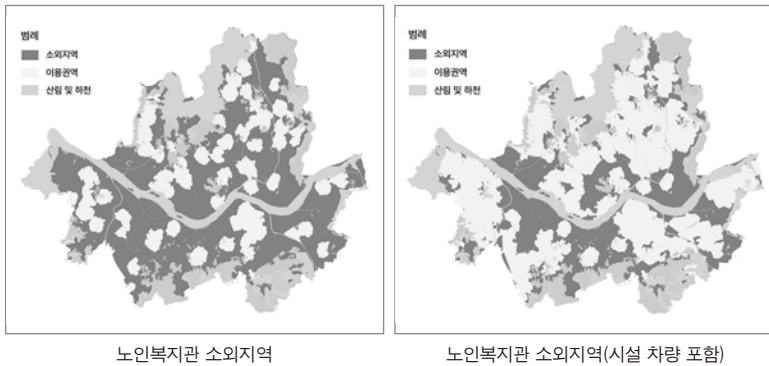 범례
소외지역
이용권역
산림 및 하천
범례
소외지역
이용권역
산림 및 하천
노인복지관 소외지역
노인복지관 소외지역(시설 차량 포함)